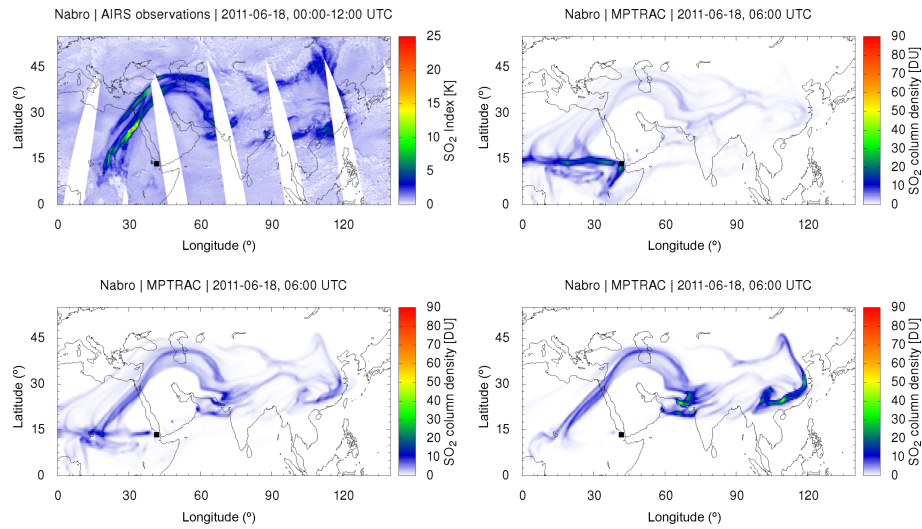 Nabro | AIRS observations | 2011-06-18, 00:00-12:00 UTC
45
30
15
0
Latitude (º)
0 30 60 90 120
Longitude (º)
25
20
15
10
5
0
SO2 Index [K]
Nabro | MPTRAC | 2011-06-18, 06:00 UTC
45
30
15
0
Latitude (º)
0 30 60 90 120
Longitude (º)
90
80
70
60
50
40
30
20
10
0
SO2 column density [DU]
Nabro | MPTRAC | 2011-06-18, 06:00 UTC
45
30
15
0
Latitude (º)
0 30 60 90 120
Longitude (º)
90
80
70
60
50
40
30
20
10
0
SO2 column density [DU]
Nabro | MPTRAC | 2011-06-18, 06:00 UTC
45
30
15
0
Latitude (º)
0 30 60 90 120
Longitude (º)
90
80
70
60
50
40
30
20
10
0
SO2 column density [DU]